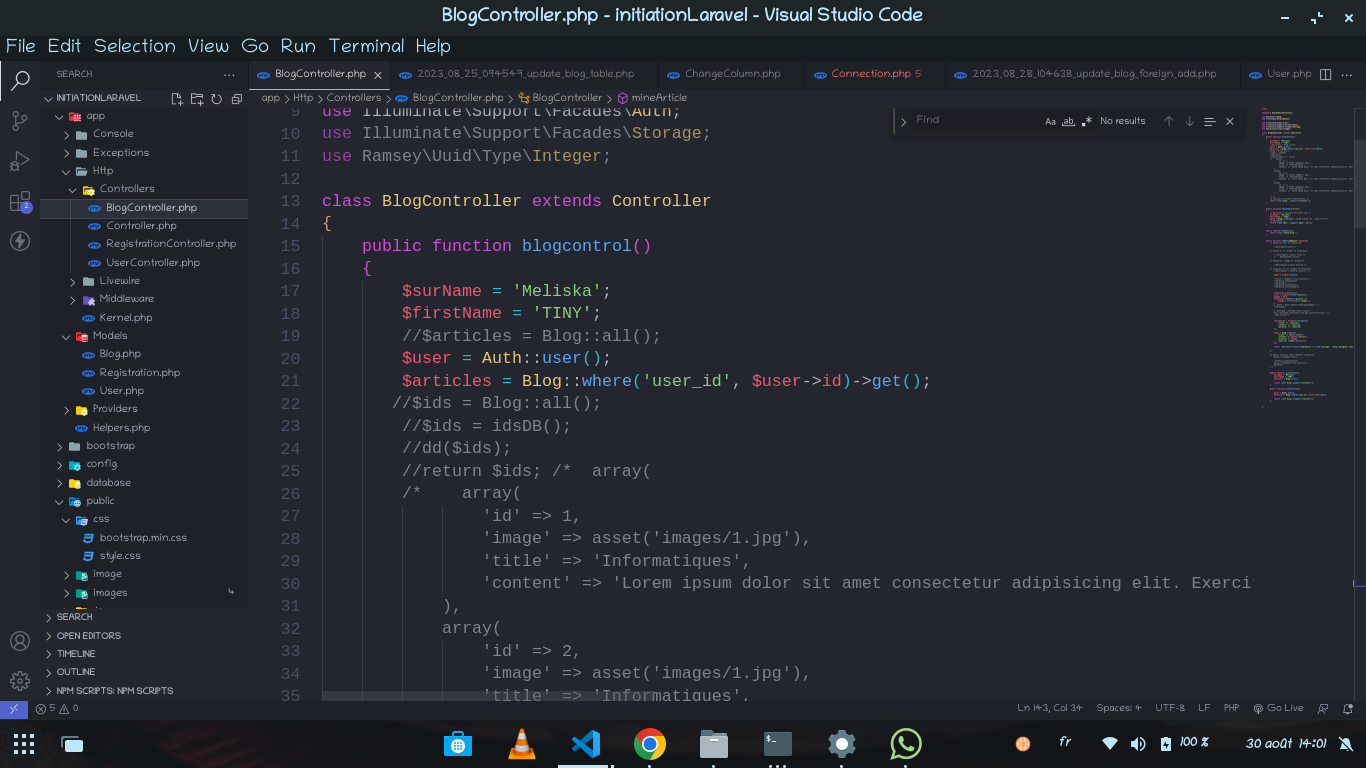 BlogController.php - initiationLaravel - Visual Studio Code
File Edit Selection View Go Run Terminal Help
SEARCH
BlogController.php
2023_08_25_094549_update_blog_table.php
ChangeColumn.php
Connection.php 5
2023_08_28_104638_update_blog_foreign_add.php
User.php
INITIATIONLARAVEL
app
Console
Exceptions
Http
Controllers
BlogController.php
Controller.php
RegistrationController.php
UserController.php
Livewire
Middleware
Kernel.php
Models
Blog.php
Registration.php
User.php
Providers
Helpers.php
bootstrap
config
database
public
css
bootstrap.min.css
style.css
image
images
SEARCH
OPEN EDITORS
TIMELINE
OUTLINE
NPM SCRIPTS: NPM SCRIPTS
2
app > Http > Controllers > BlogController.php > BlogController > mineArticle
Find
Aa ab .* No results
9 use Illuminate\Support\Facades\Auth;
10 use Illuminate\Support\Facades\Storage;
11 use Ramsey\Uuid\Type\Integer;
12
13 class BlogController extends Controller
14 {
15 public function blogcontrol()
16 {
17 $surName = 'Meliska';
18 $firstName = 'TINY';
19 //$articles = Blog::all();
20 $user = Auth::user();
21 $articles = Blog::where('user_id', $user->id)->get();
22 //$ids = Blog::all();
23 //$ids = idsDB();
24 //dd($ids);
25 //return $ids; /*  array(
26 /*    array(
27 'id' => 1,
28 'image' => asset('images/1.jpg'),
29 'title' => 'Informatiques',
30 'content' => 'Lorem ipsum dolor sit amet consectetur adipisicing elit. Exerci
31 ),
32 array(
33 'id' => 2,
34 'image' => asset('images/1.jpg'),
35 'title' => 'Informatiques',
5 0
Ln 143, Col 34 Spaces: 4 UTF-8 LF PHP Go Live
fr 100 % 30 août 14:01